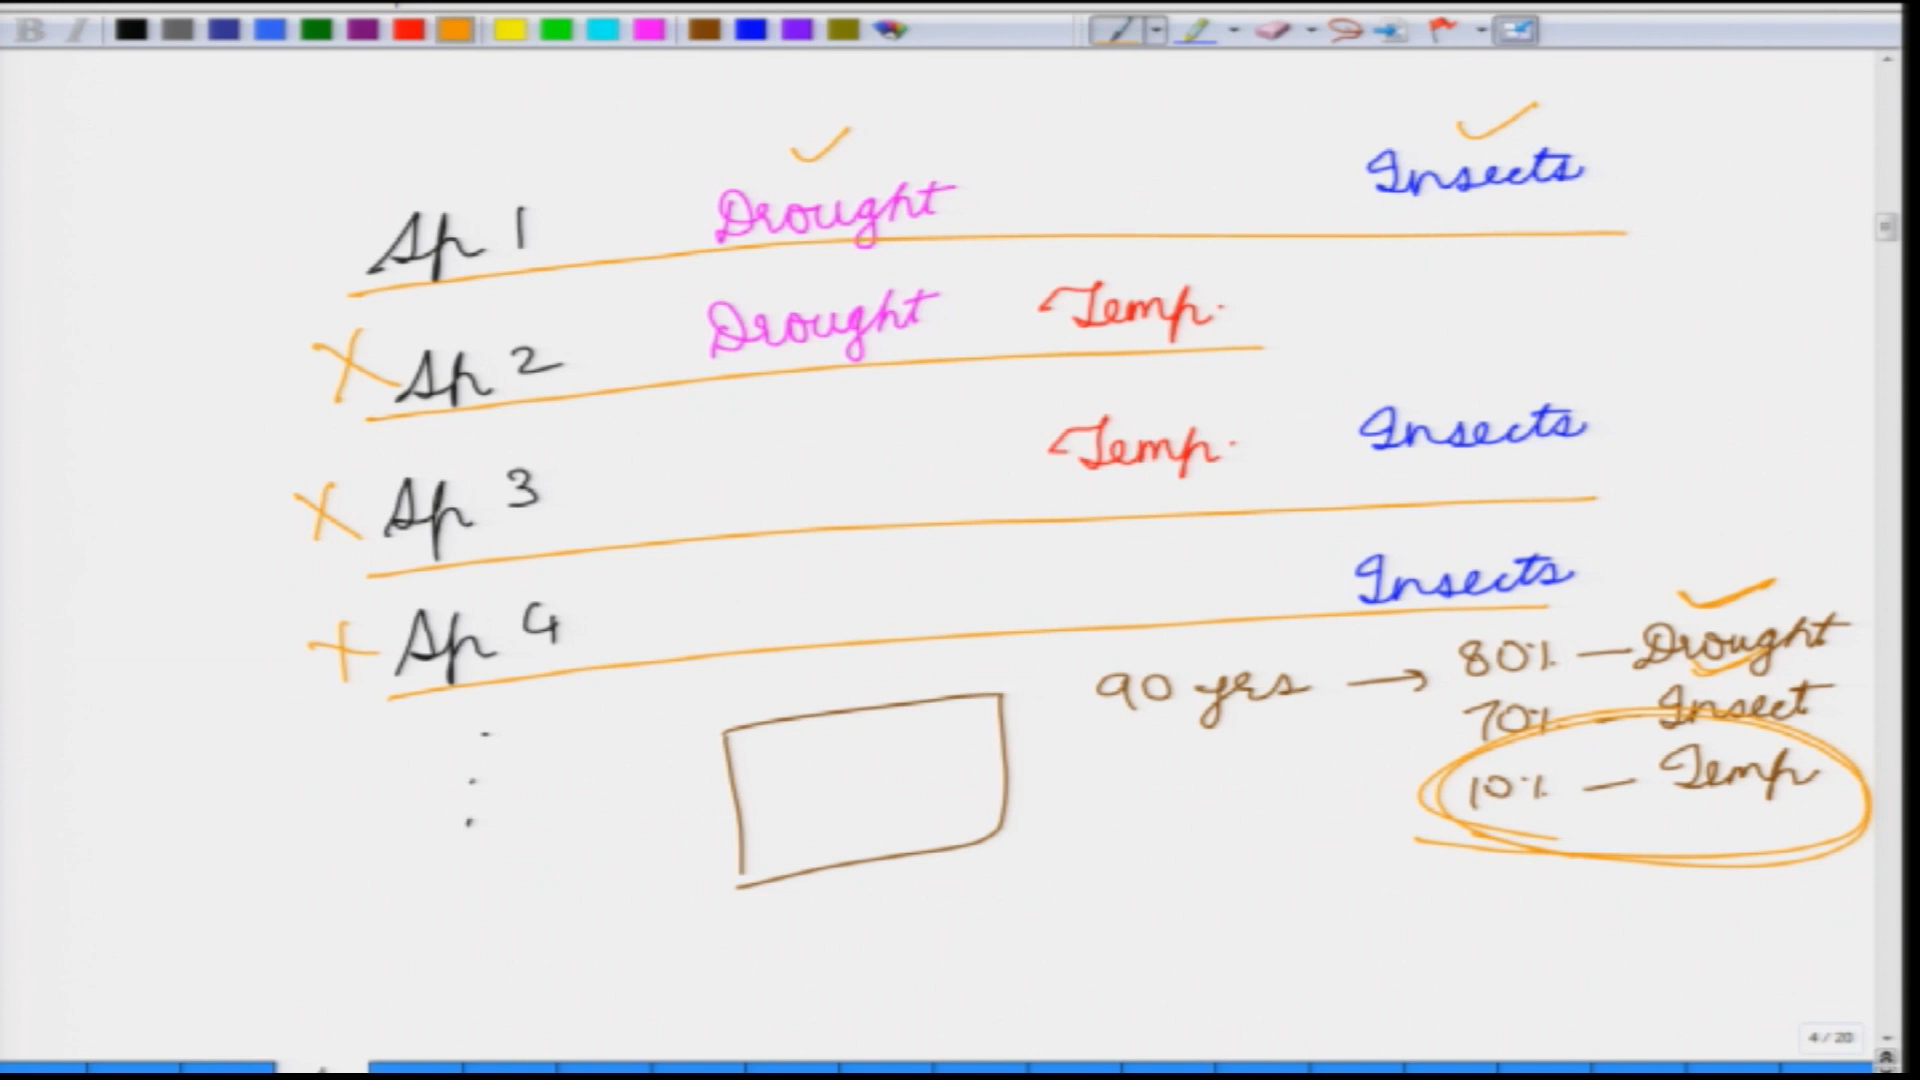 B I
Sp 1 Drought Insects
Sp 2 Drought Temp.
Sp 3 Temp. Insects
Sp 4 Insects
90 yrs → 80% — Drought
70% — Insect
10% — Temp
4 / 20